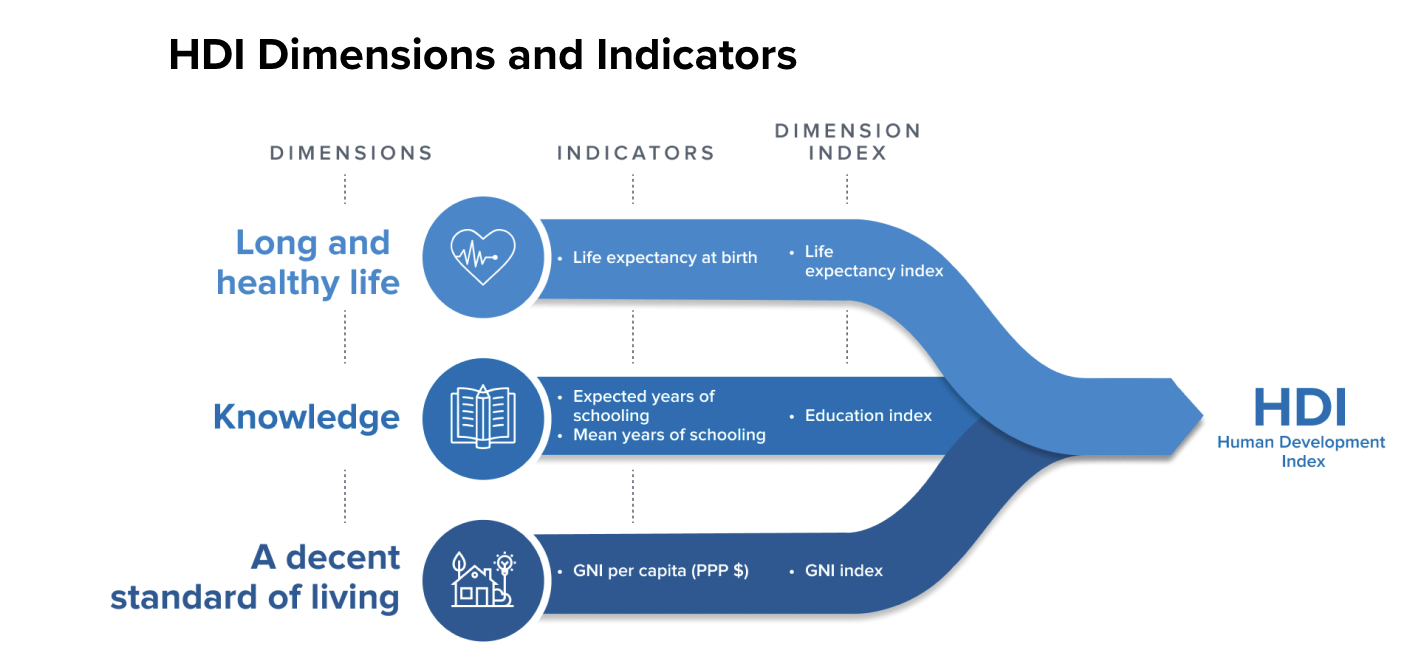 HDI Dimensions and Indicators
DIMENSIONS
INDICATORS
DIMENSION
INDEX
Long and
healthy life
• Life expectancy at birth
• Life
expectancy index
Knowledge
• Expected years of
schooling
• Mean years of schooling
• Education index
A decent
standard of living
• GNI per capita (PPP $)
• GNI index
HDI
Human Development
Index